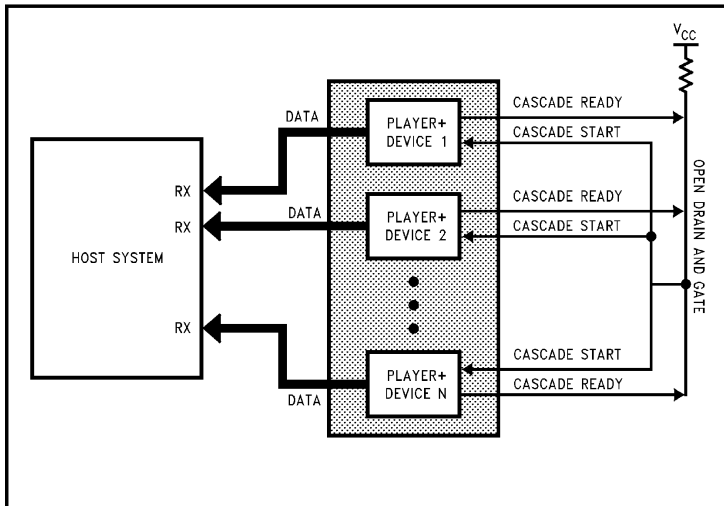 V_CC
DATA
PLAYER+
DEVICE 1
CASCADE READY
CASCADE START
RX
DATA
PLAYER+
DEVICE 2
CASCADE READY
CASCADE START
RX
HOST SYSTEM
OPEN DRAIN AND GATE
RX
DATA
PLAYER+
DEVICE N
CASCADE START
CASCADE READY